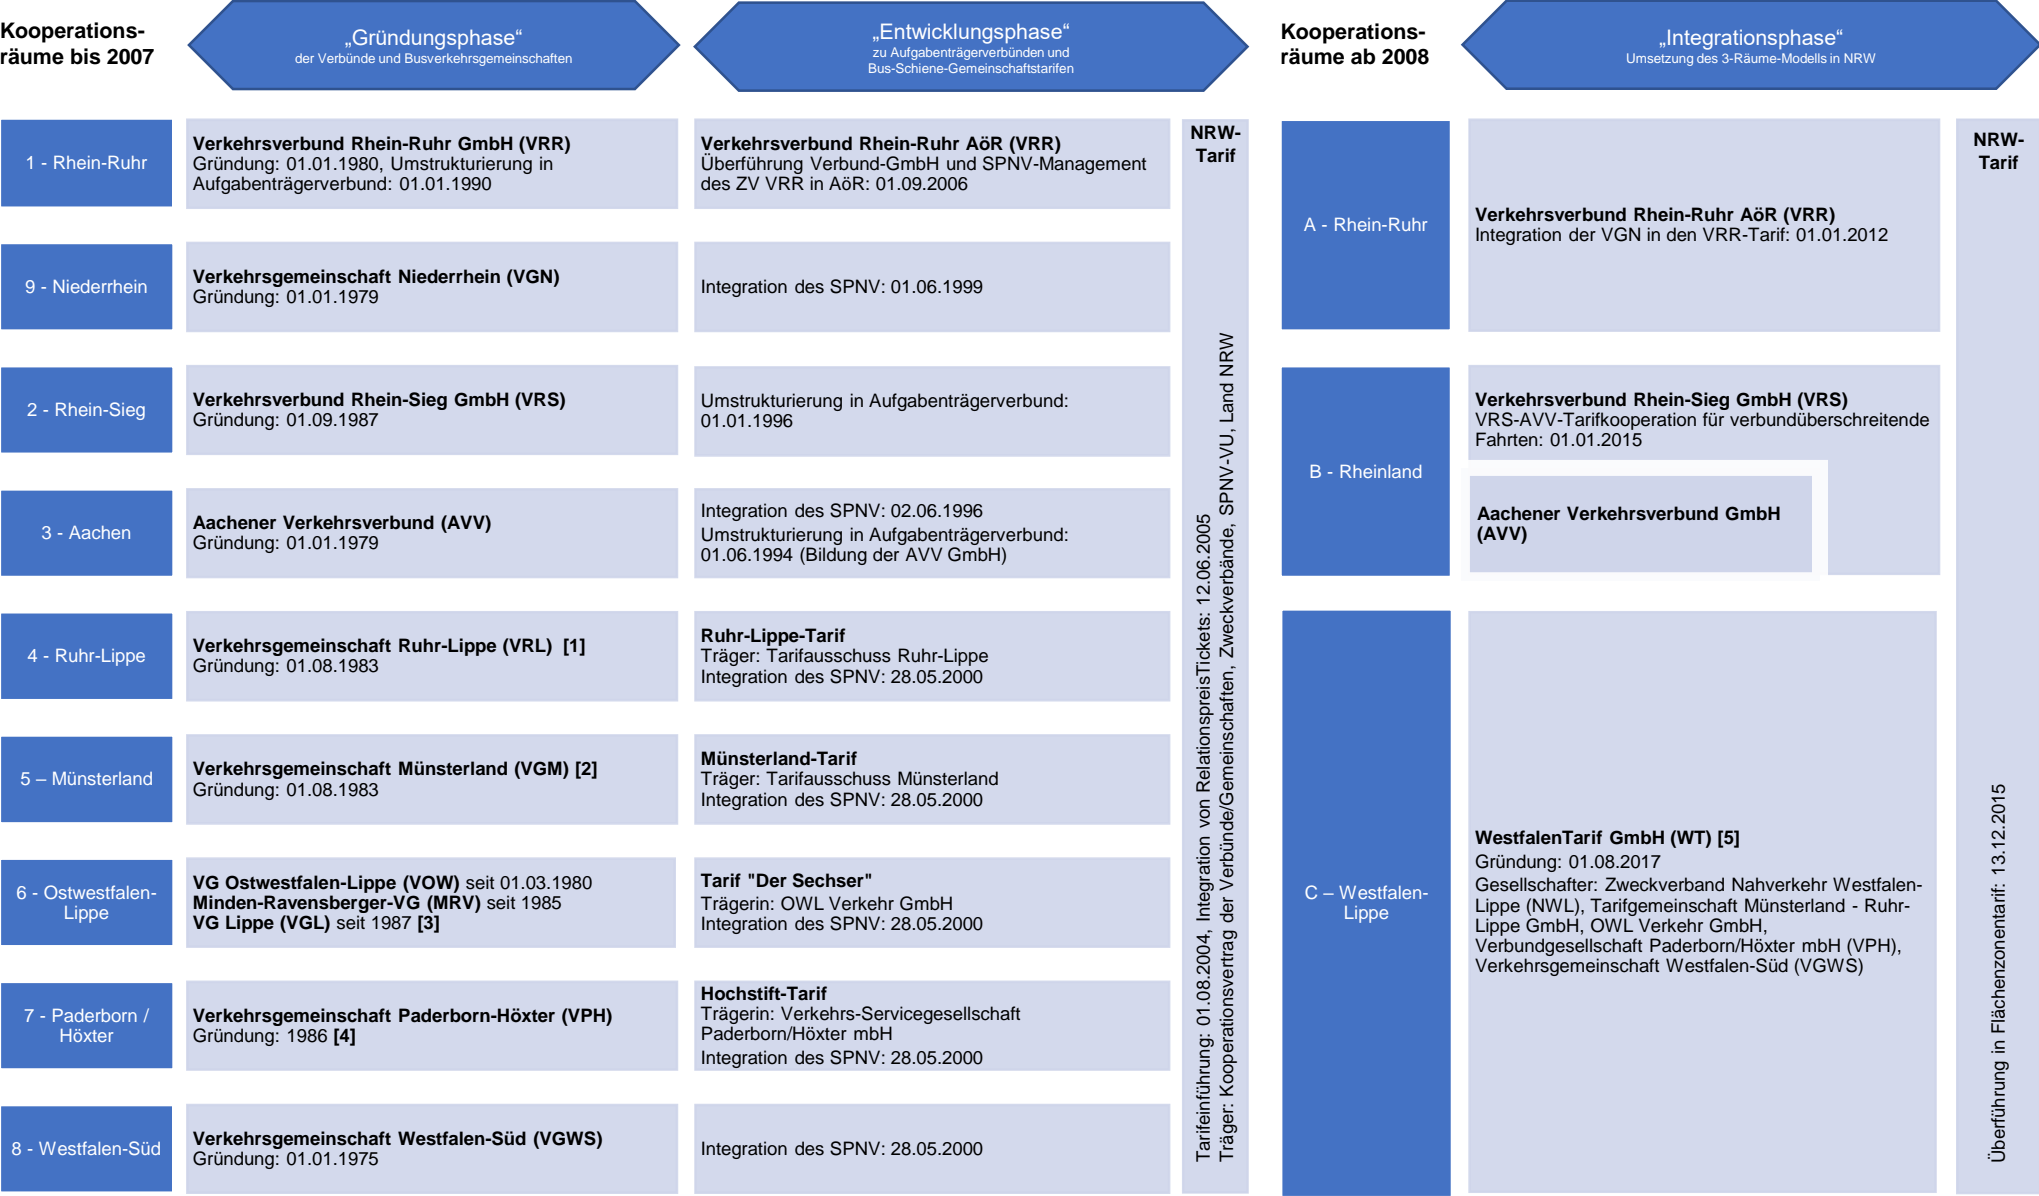 Kooperations-
räume bis 2007
„Gründungsphase“
der Verbünde und Busverkehrsgemeinschaften
„Entwicklungsphase“
zu Aufgabenträgerverbünden und
Bus-Schiene-Gemeinschaftstarifen
Kooperations-
räume ab 2008
„Integrationsphase“
Umsetzung des 3-Räume-Modells in NRW
1 - Rhein-Ruhr
Verkehrsverbund Rhein-Ruhr GmbH (VRR)
Gründung: 01.01.1980, Umstrukturierung in
Aufgabenträgerverbund: 01.01.1990
Verkehrsverbund Rhein-Ruhr AöR (VRR)
Überführung Verbund-GmbH und SPNV-Management
des ZV VRR in AöR: 01.09.2006
9 - Niederrhein
Verkehrsgemeinschaft Niederrhein (VGN)
Gründung: 01.01.1979
Integration des SPNV: 01.06.1999
2 - Rhein-Sieg
Verkehrsverbund Rhein-Sieg GmbH (VRS)
Gründung: 01.09.1987
Umstrukturierung in Aufgabenträgerverbund:
01.01.1996
3 - Aachen
Aachener Verkehrsverbund (AVV)
Gründung: 01.01.1979
Integration des SPNV: 02.06.1996
Umstrukturierung in Aufgabenträgerverbund:
01.06.1994 (Bildung der AVV GmbH)
4 - Ruhr-Lippe
Verkehrsgemeinschaft Ruhr-Lippe (VRL) [1]
Gründung: 01.08.1983
Ruhr-Lippe-Tarif
Träger: Tarifausschuss Ruhr-Lippe
Integration des SPNV: 28.05.2000
5 – Münsterland
Verkehrsgemeinschaft Münsterland (VGM) [2]
Gründung: 01.08.1983
Münsterland-Tarif
Träger: Tarifausschuss Münsterland
Integration des SPNV: 28.05.2000
6 - Ostwestfalen-
Lippe
VG Ostwestfalen-Lippe (VOW) seit 01.03.1980
Minden-Ravensberger-VG (MRV) seit 1985
VG Lippe (VGL) seit 1987 [3]
Tarif "Der Sechser"
Trägerin: OWL Verkehr GmbH
Integration des SPNV: 28.05.2000
7 - Paderborn /
Höxter
Verkehrsgemeinschaft Paderborn-Höxter (VPH)
Gründung: 1986 [4]
Hochstift-Tarif
Trägerin: Verkehrs-Servicegesellschaft
Paderborn/Höxter mbH
Integration des SPNV: 28.05.2000
8 - Westfalen-Süd
Verkehrsgemeinschaft Westfalen-Süd (VGWS)
Gründung: 01.01.1975
Integration des SPNV: 28.05.2000
NRW-
Tarif
Tarifeinführung: 01.08.2004, Integration von RelationspreisTickets: 12.06.2005
Träger: Kooperationsvertrag der Verbünde/Gemeinschaften, Zweckverbände, SPNV-VU, Land NRW
A - Rhein-Ruhr
Verkehrsverbund Rhein-Ruhr AöR (VRR)
Integration der VGN in den VRR-Tarif: 01.01.2012
B - Rheinland
Verkehrsverbund Rhein-Sieg GmbH (VRS)
VRS-AVV-Tarifkooperation für verbundüberschreitende
Fahrten: 01.01.2015
Aachener Verkehrsverbund GmbH
(AVV)
C – Westfalen-
Lippe
WestfalenTarif GmbH (WT) [5]
Gründung: 01.08.2017
Gesellschafter: Zweckverband Nahverkehr Westfalen-
Lippe (NWL), Tarifgemeinschaft Münsterland - Ruhr-
Lippe GmbH, OWL Verkehr GmbH,
Verbundgesellschaft Paderborn/Höxter mbH (VPH),
Verkehrsgemeinschaft Westfalen-Süd (VGWS)
NRW-
Tarif
Überführung in Flächenzonentarif: 13.12.2015